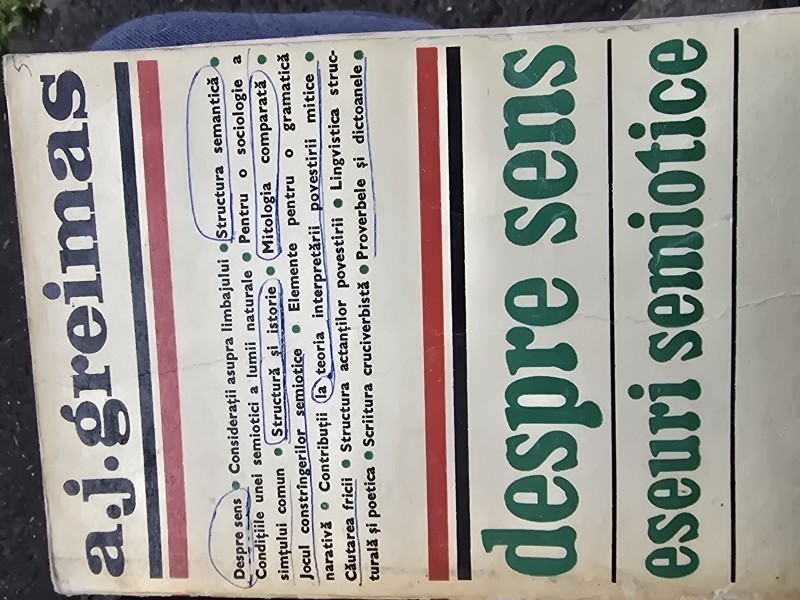 a.j.greimas
Despre sens • Considerații asupra limbajului • Structura semantică •
Condițiile unei semiotici a lumii naturale • Pentru o sociologie a
simțului comun • Structură și istorie • Mitologia comparată •
Jocul constrîngerilor semiotice • Elemente pentru o gramatică
narativă • Contribuții la teoria interpretării povestirii mitice •
Căutarea fricii • Structura actanților povestirii • Lingvistica struc-
turală și poetica • Scriitura cruciverbistă • Proverbele și dictoanele •
despre sens
eseuri semiotice